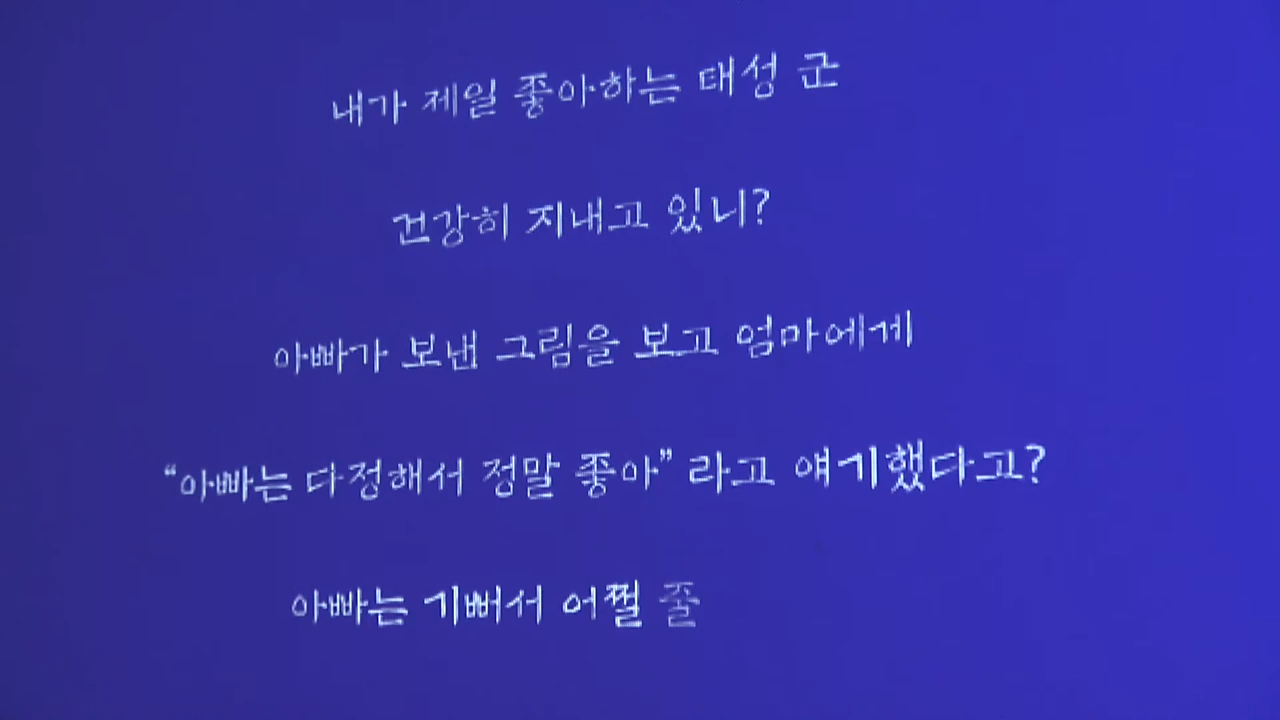 내가 제일 좋아하는 태성 군
건강히 지내고 있니?
아빠가 보낸 그림을 보고 엄마에게
“아빠는 다정해서 정말 좋아”라고 얘기했다고?
아빠는 기뻐서 어쩔 줄